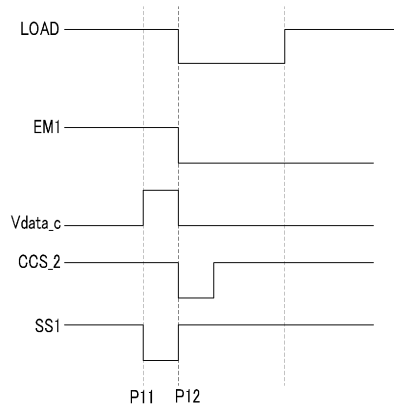 LOAD
EM1
Vdata_c
CCS_2
SS1
P11 P12